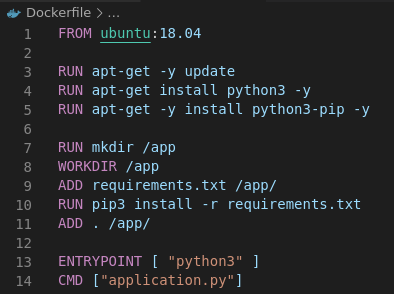 Dockerfile > ...
1 FROM ubuntu:18.04
2
3 RUN apt-get -y update
4 RUN apt-get install python3 -y
5 RUN apt-get -y install python3-pip -y
6
7 RUN mkdir /app
8 WORKDIR /app
9 ADD requirements.txt /app/
10 RUN pip3 install -r requirements.txt
11 ADD . /app/
12
13 ENTRYPOINT [ "python3" ]
14 CMD ["application.py"]